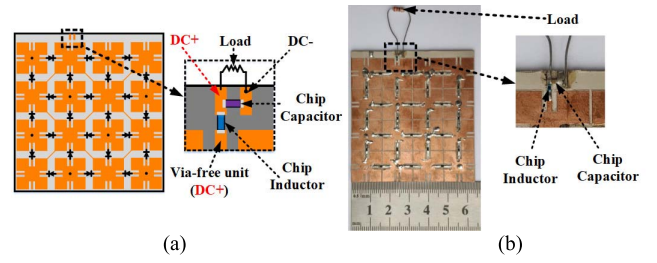 DC+
Load
DC-
Chip
Capacitor
Chip
Inductor
Via-free unit
(DC+)
(a)
Load
Chip
Inductor
Chip
Capacitor
1 2 3 4 5 6
(b)